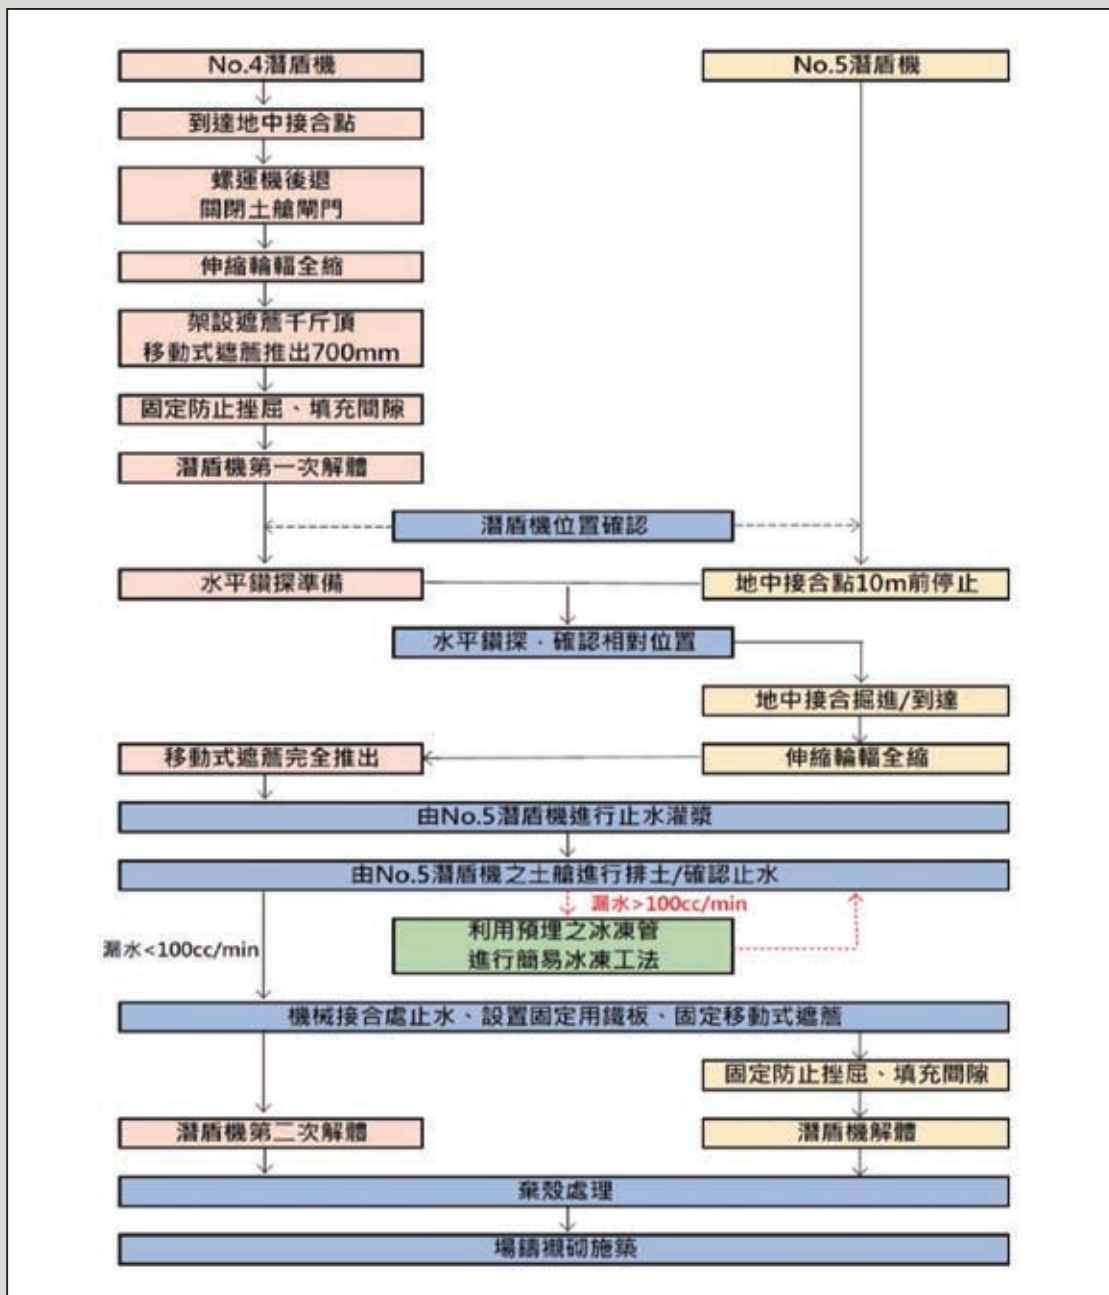 No.4潛盾機
No.5潛盾機
到達地中接合點
螺運機後退
關閉土艙閘門
伸縮輪輻全縮
架設遮蔫千斤頂
移動式遮蔫推出700mm
固定防止挫屈、填充間隙
潛盾機第一次解體
潛盾機位置確認
水平鑽探準備
地中接合點10m前停止
水平鑽探．確認相對位置
地中接合掘進/到達
移動式遮蔫完全推出
伸縮輪輻全縮
由No.5潛盾機進行止水灌漿
由No.5潛盾機之土艙進行排土/確認止水
漏水>100cc/min
漏水<100cc/min
利用預埋之冰凍管
進行簡易冰凍工法
機械接合處止水、設置固定用鐵板、固定移動式遮蔫
固定防止挫屈、填充間隙
潛盾機第二次解體
潛盾機解體
棄殼處理
場鑄襯砌施築